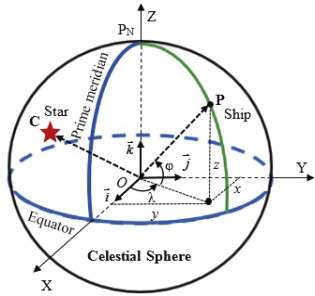 Z
P_N
Prime meridian
Star
C
P
Ship
k⃗
φ
z
O
j⃗
Y
i⃗
λ
x
y
Equator
X
Celestial Sphere